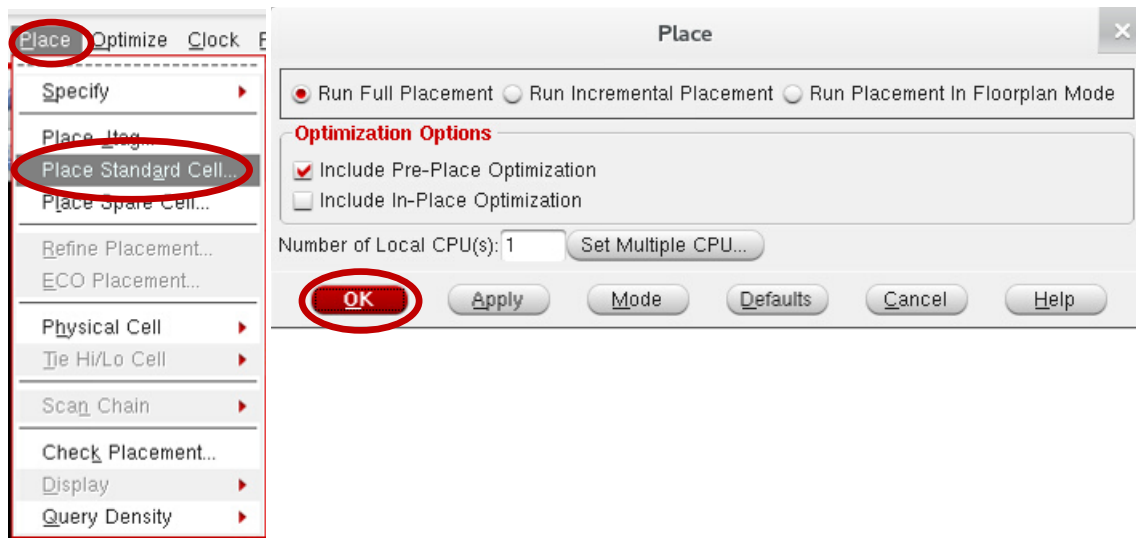 Place Optimize Clock
Specify
Place Jtag...
Place Standard Cell...
Place Spare Cell...
Refine Placement...
ECO Placement...
Physical Cell
Tie Hi/Lo Cell
Scan Chain
Check Placement...
Display
Query Density
Place
Run Full Placement Run Incremental Placement Run Placement In Floorplan Mode
Optimization Options
Include Pre-Place Optimization
Include In-Place Optimization
Number of Local CPU(s): 1 Set Multiple CPU...
OK Apply Mode Defaults Cancel Help